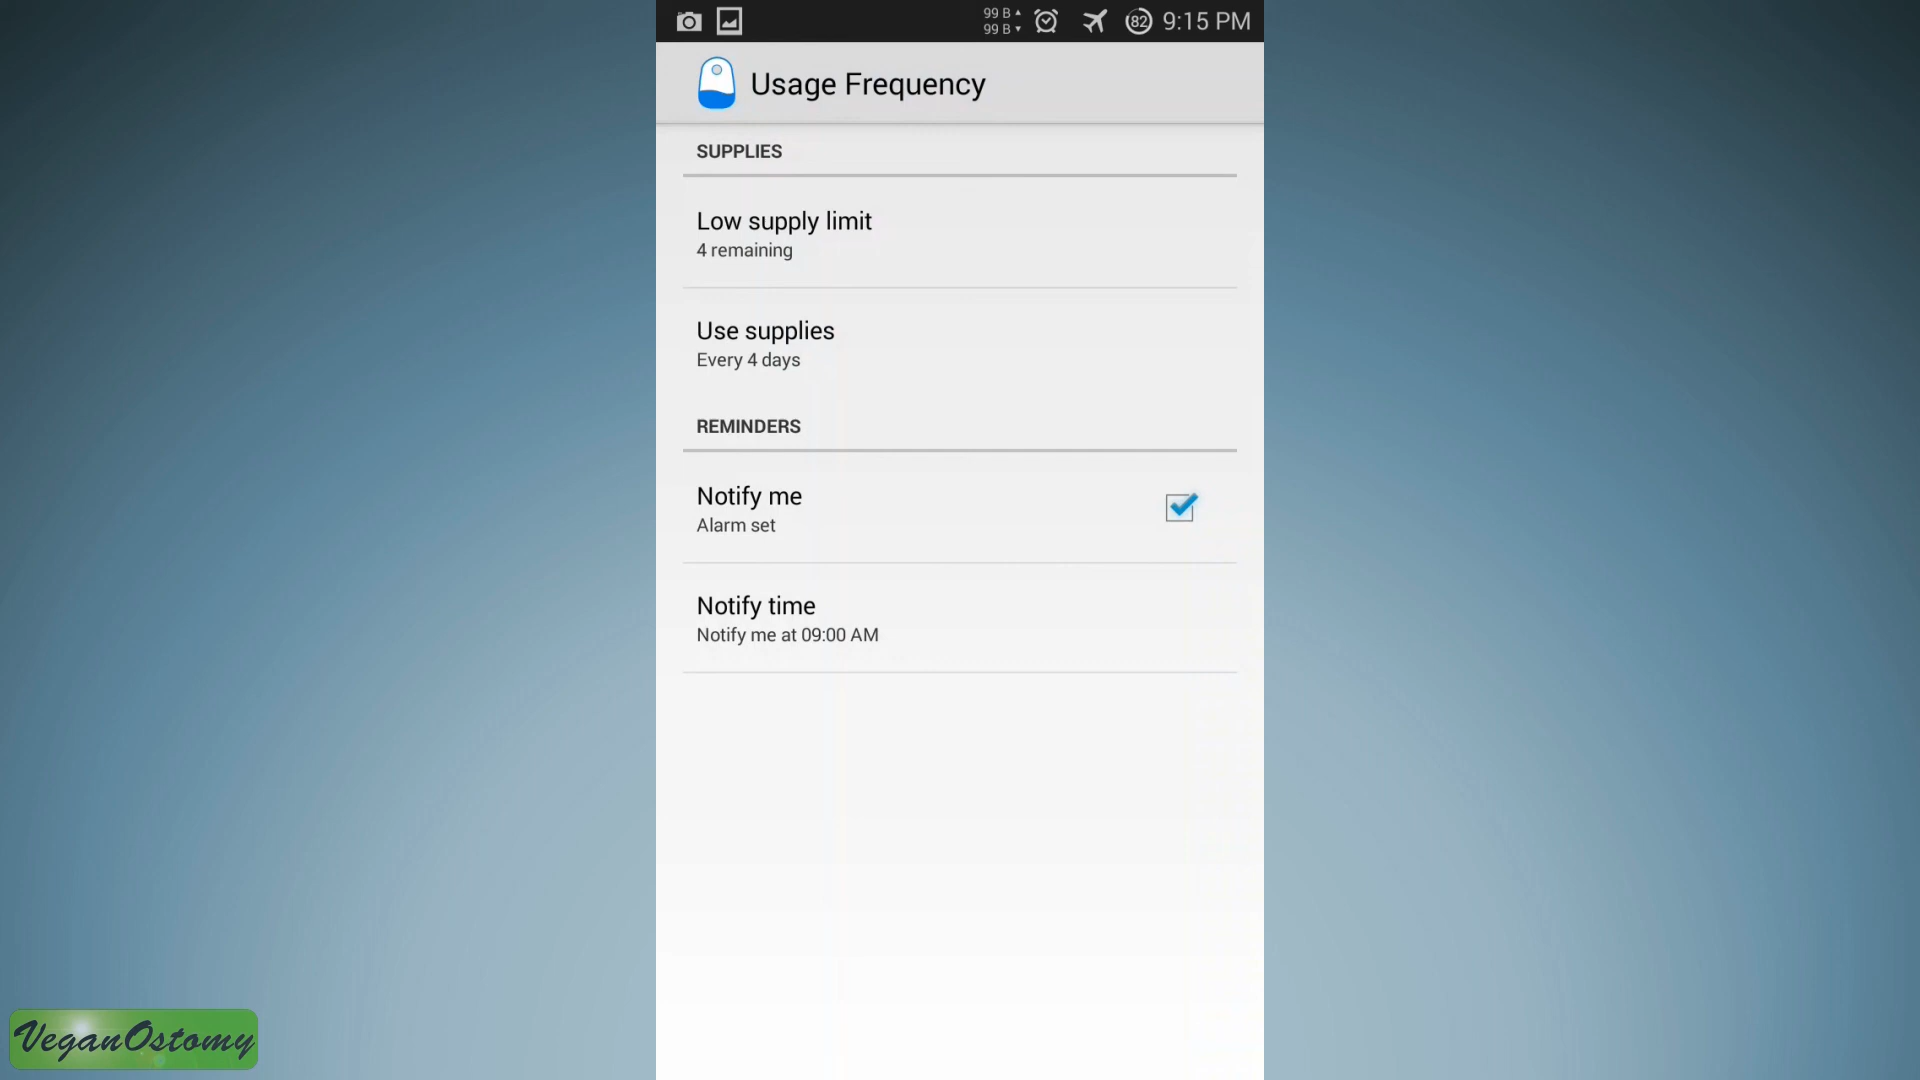 99 B
99 B
82
9:15 PM
Usage Frequency
SUPPLIES
Low supply limit
4 remaining
Use supplies
Every 4 days
REMINDERS
Notify me
Alarm set
Notify time
Notify me at 09:00 AM
VeganOstomy